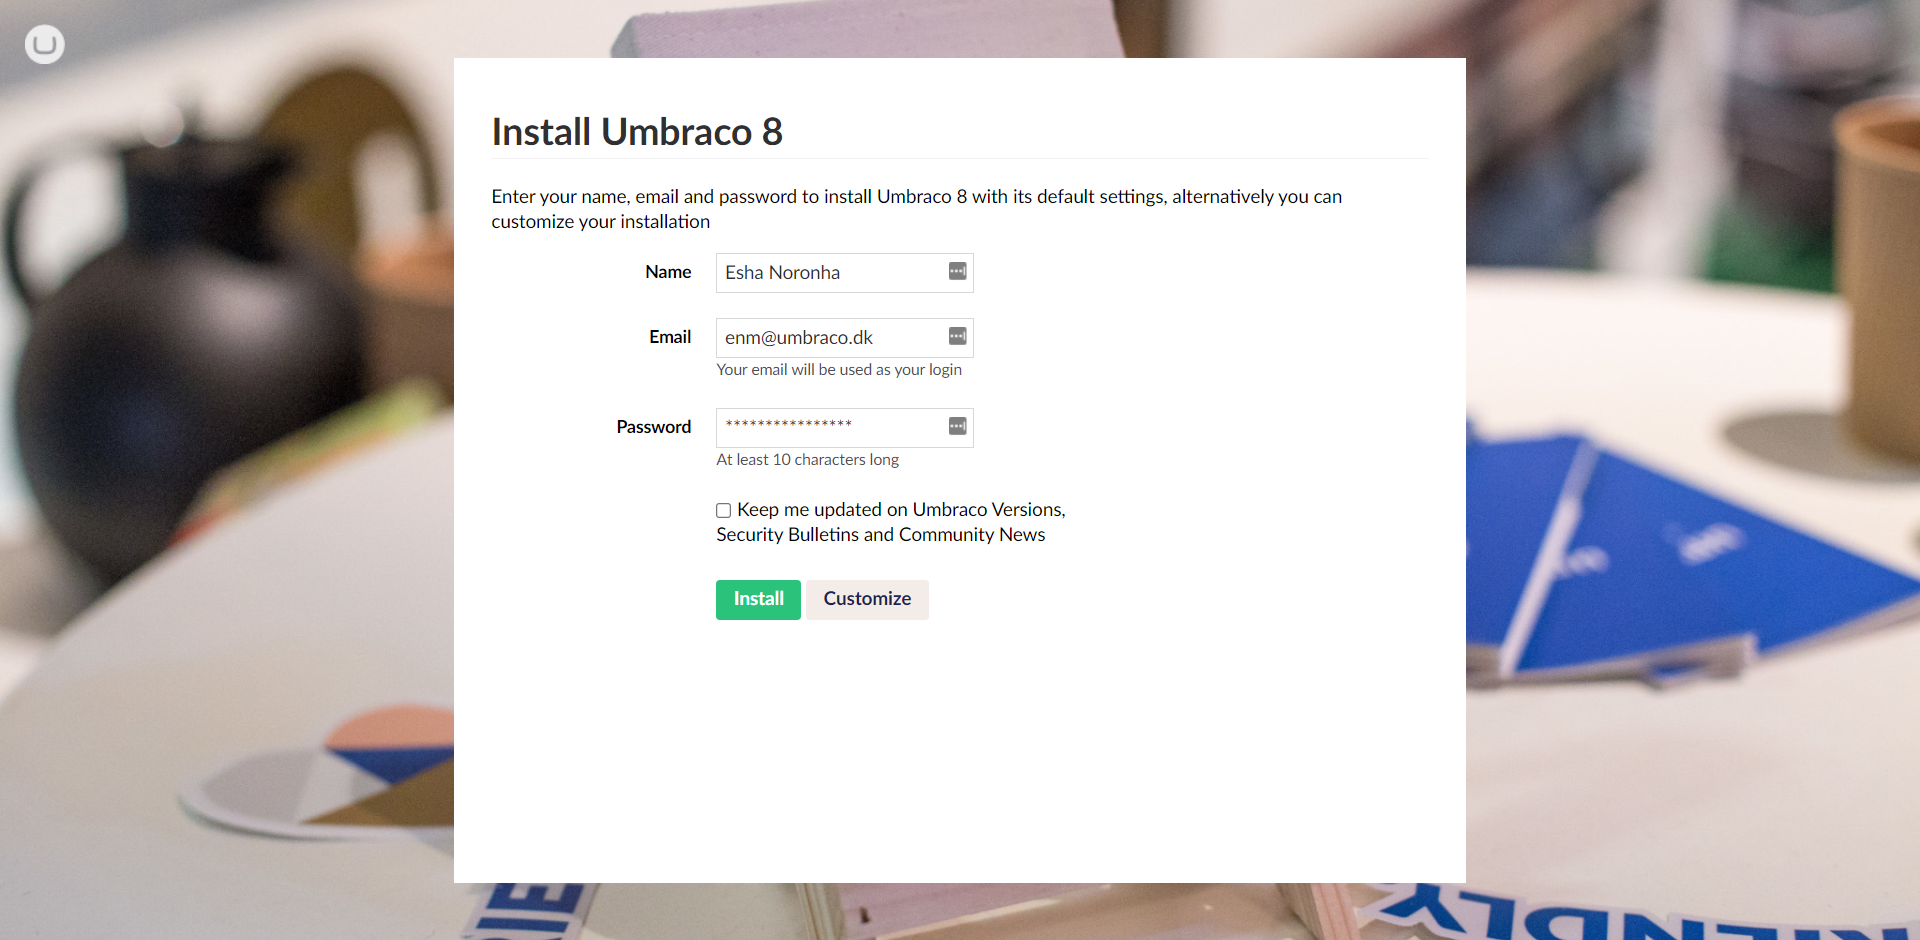 Install Umbraco 8
Enter your name, email and password to install Umbraco 8 with its default settings, alternatively you can
customize your installation
Name
Esha Noronha
Email
enm@umbraco.dk
Your email will be used as your login
Password
****************
At least 10 characters long
Keep me updated on Umbraco Versions,
Security Bulletins and Community News
Install
Customize